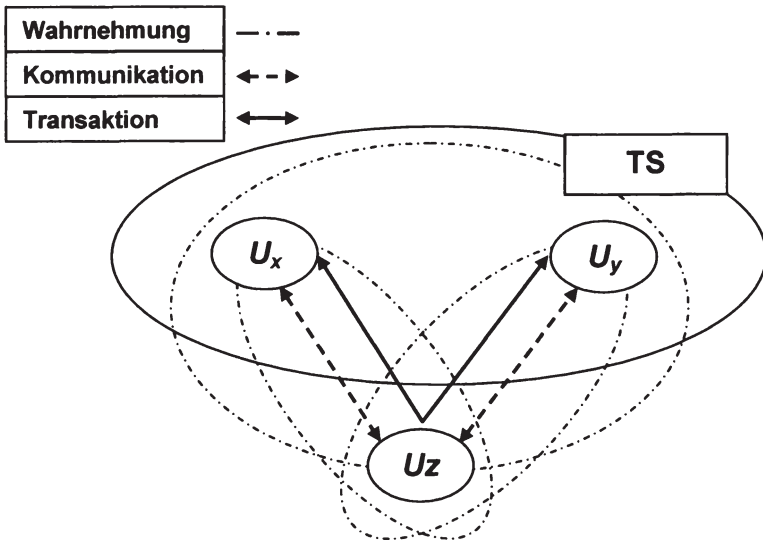 Wahrnehmung
Kommunikation
Transaktion
TS
Ux
Uy
Uz